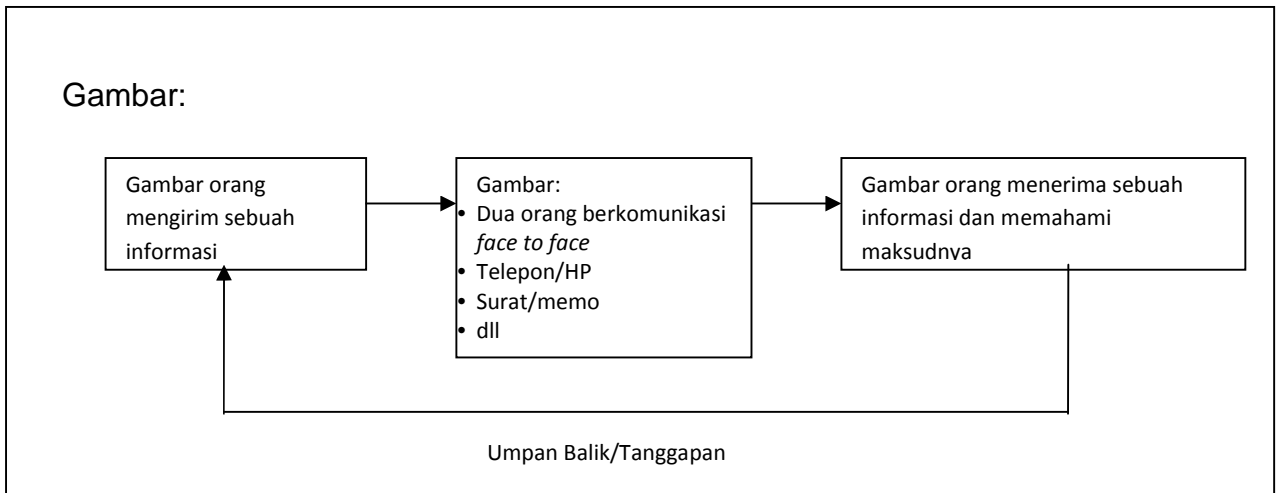 Gambar:
Gambar orang
mengirim sebuah
informasi
Gambar:
• Dua orang berkomunikasi
face to face
• Telepon/HP
• Surat/memo
• dll
Gambar orang menerima sebuah
informasi dan memahami
maksudnya
Umpan Balik/Tanggapan